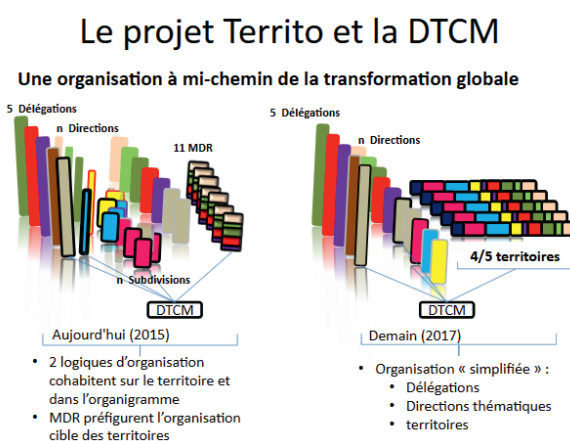 Le projet Territo et la DTCM
Une organisation à mi-chemin de la transformation globale
5 Délégations
n Directions
11 MDR
n Subdivisions
DTCM
Aujourd'hui (2015)
• 2 logiques d'organisation
cohabitent sur le territoire et
dans l'organigramme
• MDR préfigurent l'organisation
cible des territoires
5 Délégations
n Directions
4/5 territoires
DTCM
Demain (2017)
• Organisation « simplifiée » :
• Délégations
• Directions thématiques
• territoires